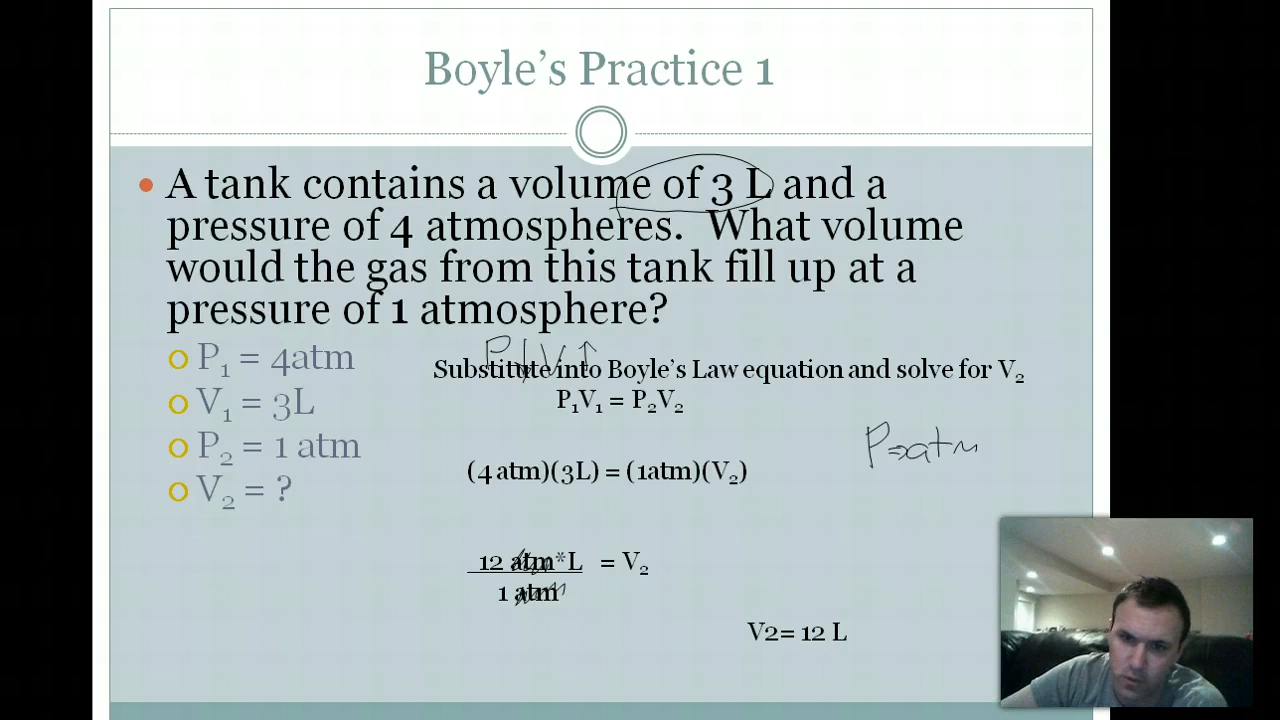 Boyle's Practice 1
• A tank contains a volume of 3 L and a
pressure of 4 atmospheres. What volume
would the gas from this tank fill up at a
pressure of 1 atmosphere?
o P₁ = 4atm
o V₁ = 3L
o P₂ = 1 atm
o V₂ = ?
P↓ V↑
Substitute into Boyle's Law equation and solve for V₂
P₁V₁ = P₂V₂
P⇒atm
(4 atm)(3L) = (1atm)(V₂)
12 atm*L = V₂
1 atm
V2= 12 L